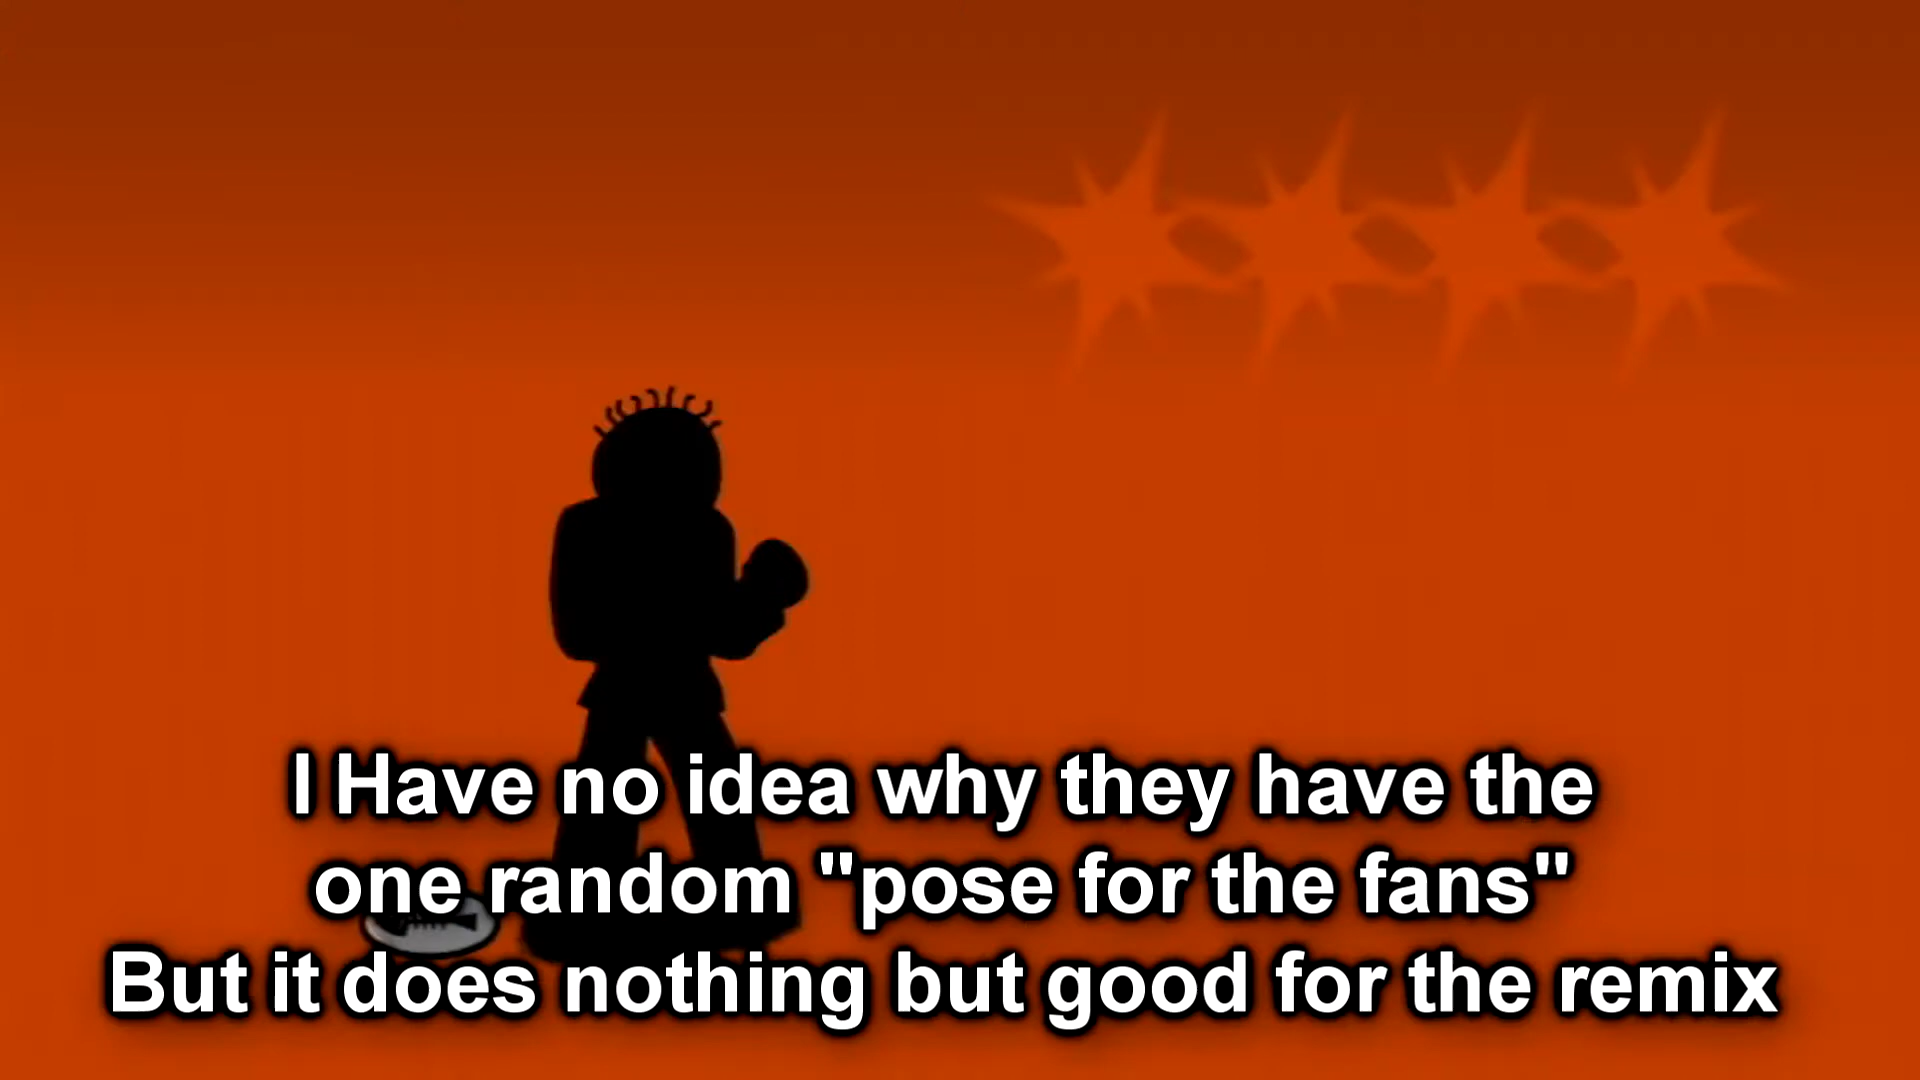 I Have no idea why they have the
one random "pose for the fans"
But it does nothing but good for the remix